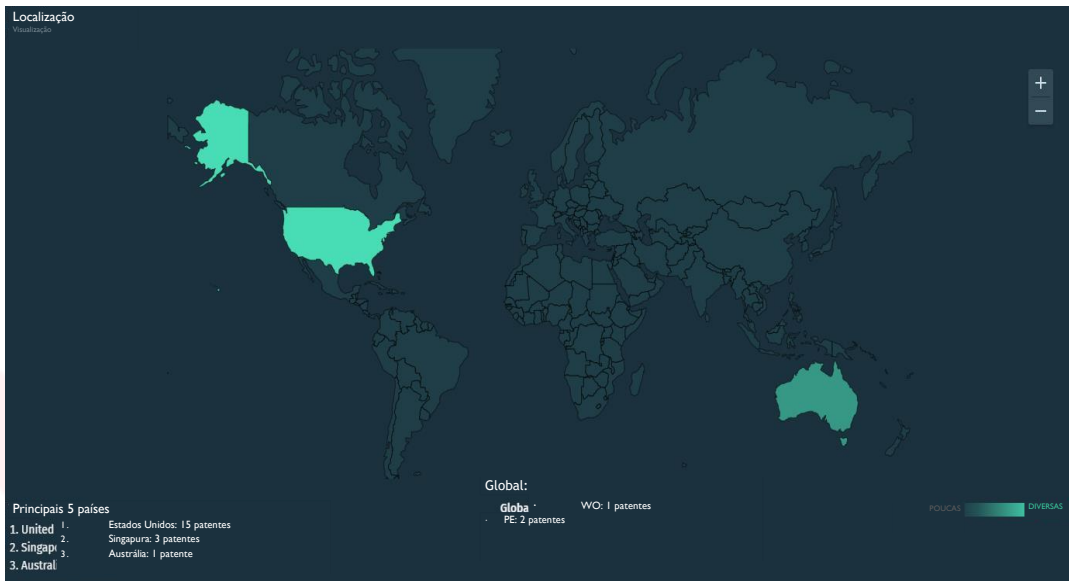 Localização
Visualização
+
−
Global:
Globa
· WO: 1 patentes
· PE: 2 patentes
Principais 5 países
1. United
2. Singap
3. Austral
1. Estados Unidos: 15 patentes
2. Singapura: 3 patentes
3. Austrália: 1 patente
POUCAS
DIVERSAS